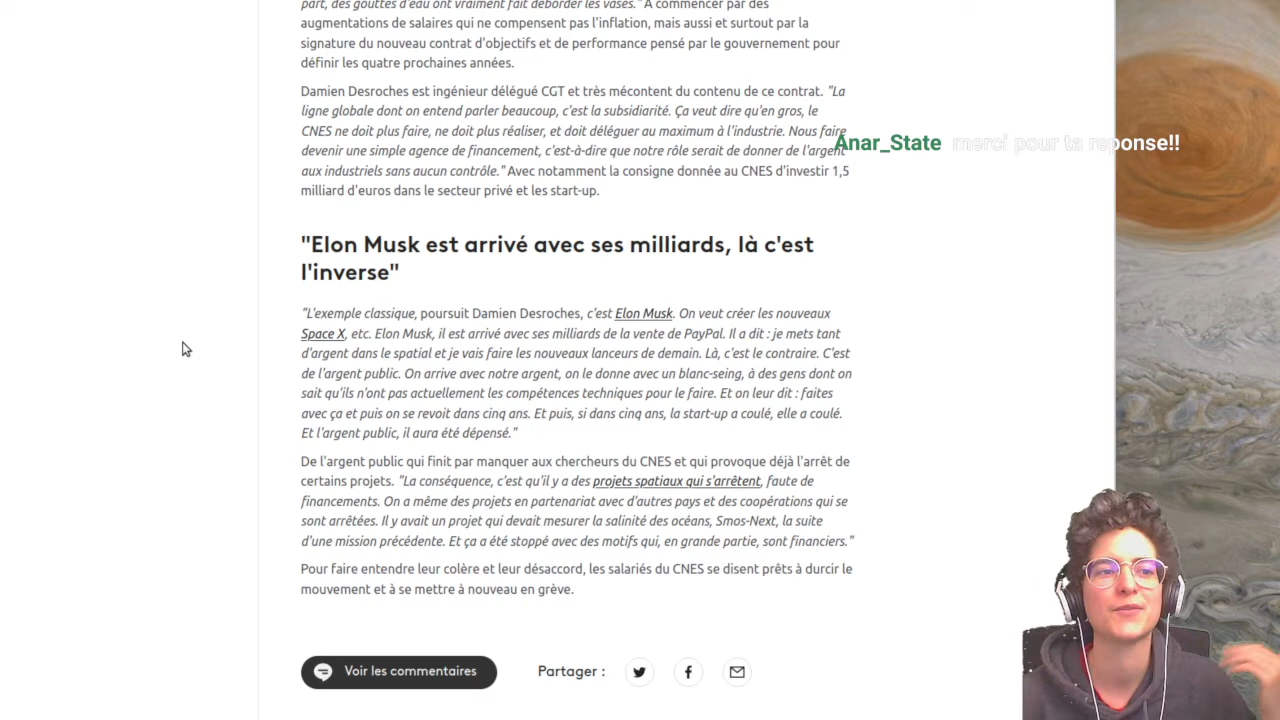 part, des gouttes d'eau ont vraiment fait déborder les vases." A commencer par des
augmentations de salaires qui ne compensent pas l'inflation, mais aussi et surtout par la
signature du nouveau contrat d'objectifs et de performance pensé par le gouvernement pour
définir les quatre prochaines années.
Damien Desroches est ingénieur délégué CGT et très mécontent du contenu de ce contrat. "La
ligne globale dont on entend parler beaucoup, c'est la subsidiarité. Ça veut dire qu'en gros, le
CNES ne doit plus faire, ne doit plus réaliser, et doit déléguer au maximum à l'industrie. Nous faire
devenir une simple agence de financement, c'est-à-dire que notre rôle serait de donner de l'argent
aux industriels sans aucun contrôle." Avec notamment la consigne donnée au CNES d'investir 1,5
milliard d'euros dans le secteur privé et les start-up.
Anar_State merci pour ta reponse!!
"Elon Musk est arrivé avec ses milliards, là c'est
l'inverse"
"L'exemple classique, poursuit Damien Desroches, c'est Elon Musk. On veut créer les nouveaux
Space X, etc. Elon Musk, il est arrivé avec ses milliards de la vente de PayPal. Il a dit : je mets tant
d'argent dans le spatial et je vais faire les nouveaux lanceurs de demain. Là, c'est le contraire. C'est
de l'argent public. On arrive avec notre argent, on le donne avec un blanc-seing, à des gens dont on
sait qu'ils n'ont pas actuellement les compétences techniques pour le faire. Et on leur dit : faites
avec ça et puis on se revoit dans cinq ans. Et puis, si dans cinq ans, la start-up a coulé, elle a coulé.
Et l'argent public, il aura été dépensé."
De l'argent public qui finit par manquer aux chercheurs du CNES et qui provoque déjà l'arrêt de
certains projets. "La conséquence, c'est qu'il y a des projets spatiaux qui s'arrêtent, faute de
financements. On a même des projets en partenariat avec d'autres pays et des coopérations qui se
sont arrêtées. Il y avait un projet qui devait mesurer la salinité des océans, Smos-Next, la suite
d'une mission précédente. Et ça a été stoppé avec des motifs qui, en grande partie, sont financiers."
Pour faire entendre leur colère et leur désaccord, les salariés du CNES se disent prêts à durcir le
mouvement et à se mettre à nouveau en grève.
Voir les commentaires
Partager :